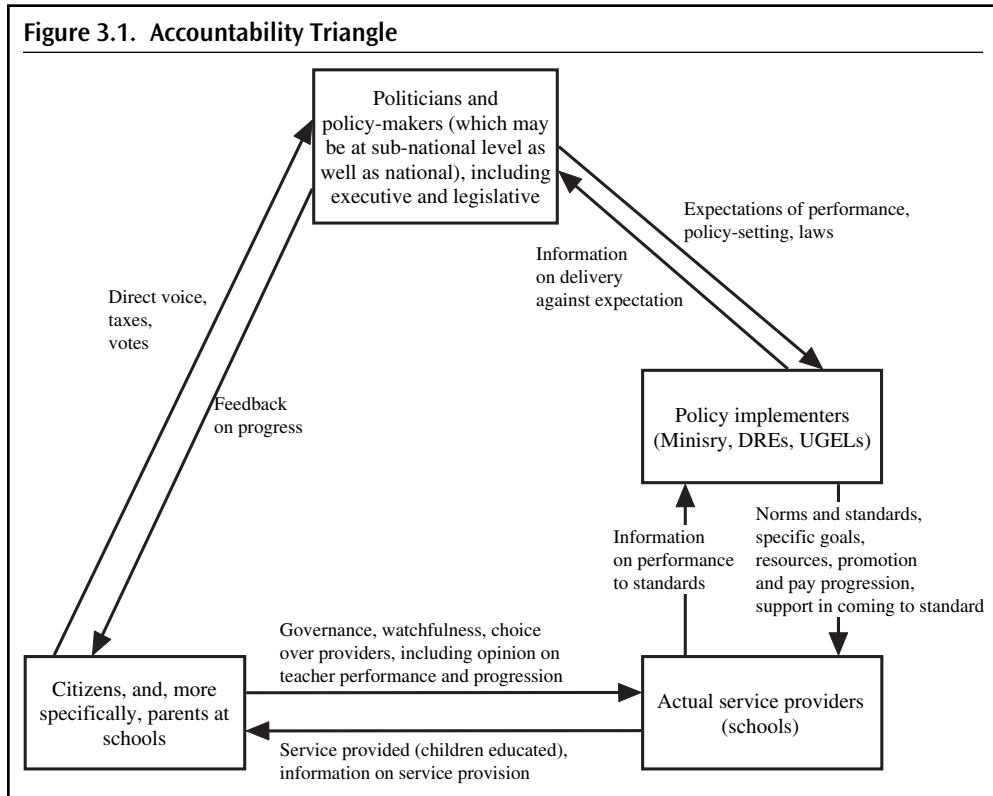 Figure 3.1. Accountability Triangle
Politicians and
policy-makers (which may
be at sub-national level as
well as national), including
executive and legislative
Expectations of performance,
policy-setting, laws
Information
on delivery
against expectation
Direct voice,
taxes,
votes
Feedback
on progress
Policy implementers
(Minisry, DREs, UGELs)
Information
on performance
to standards
Norms and standards,
specific goals,
resources, promotion
and pay progression,
support in coming to standard
Governance, watchfulness, choice
over providers, including opinion on
teacher performance and progression
Citizens, and, more
specifically, parents at
schools
Actual service providers
(schools)
Service provided (children educated),
information on service provision